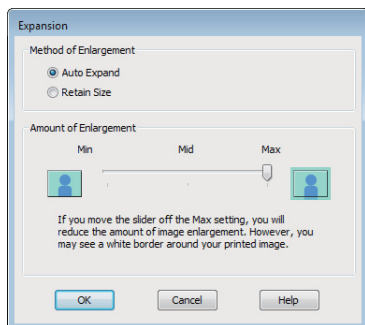 Expansion
Method of Enlargement
Auto Expand
Retain Size
Amount of Enlargement
Min Mid Max
If you move the slider off the Max setting, you will
reduce the amount of image enlargement. However, you
may see a white border around your printed image.
OK Cancel Help